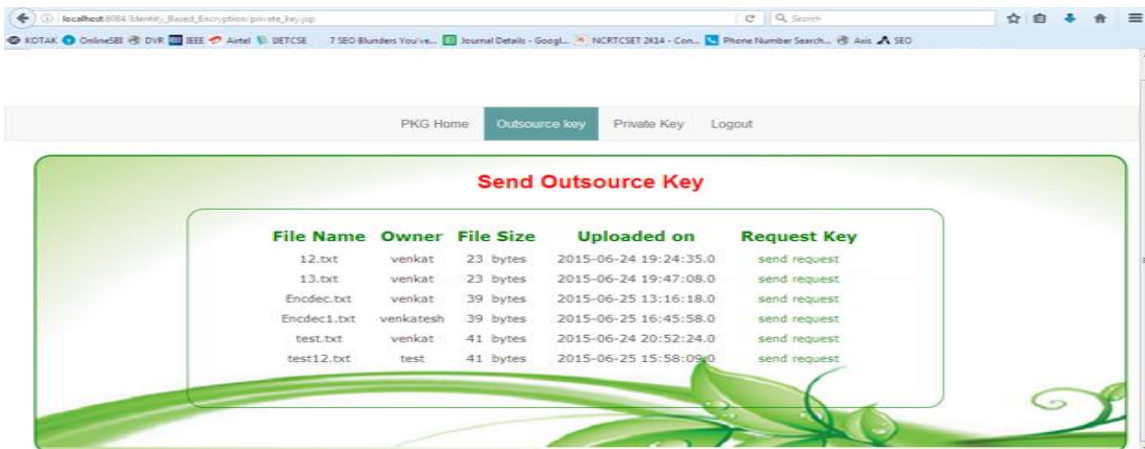 localhost:8084/Identity_Based_Encryption/private_key.jsp
Search
KOTAK OnlineSBI DVR IEEE Airtel DETCSE 7 SEO Blunders You've... Journal Details - Googl... NCRTCSET 2K14 - Con... Phone Number Search... Axis SEO
PKG Home Outsource key Private Key Logout
Send Outsource Key
File Name Owner File Size Uploaded on Request Key
12.txt venkat 23 bytes 2015-06-24 19:24:35.0 send request
13.txt venkat 23 bytes 2015-06-24 19:47:08.0 send request
Encdec.txt venkat 39 bytes 2015-06-25 13:16:18.0 send request
Encdec1.txt venkatesh 39 bytes 2015-06-25 16:45:58.0 send request
test.txt venkat 41 bytes 2015-06-24 20:52:24.0 send request
test12.txt test 41 bytes 2015-06-25 15:58:09.0 send request